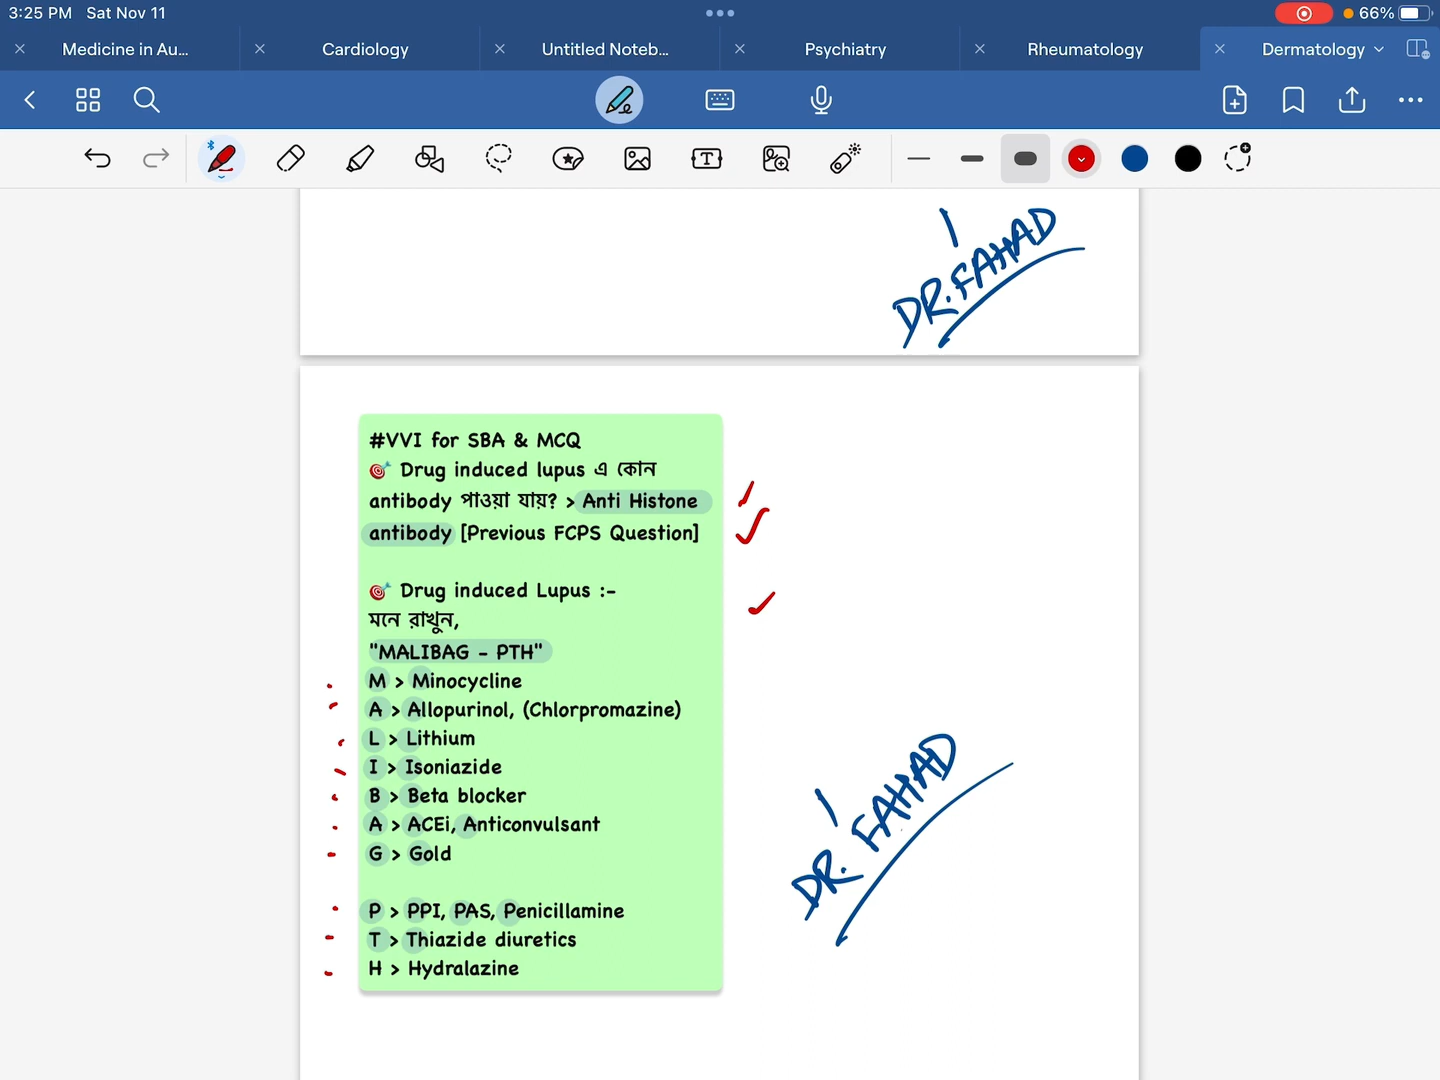 3:25 PM Sat Nov 11
66%
Medicine in Au...
Cardiology
Untitled Noteb...
Psychiatry
Rheumatology
Dermatology
DR. FAHAD
#VVI for SBA & MCQ
🎯 Drug induced lupus এ কোন
antibody পাওয়া যায়? > Anti Histone
antibody [Previous FCPS Question]
🎯 Drug induced Lupus :-
মনে রাখুন,
"MALIBAG - PTH"
M > Minocycline
A > Allopurinol, (Chlorpromazine)
L > Lithium
I > Isoniazide
B > Beta blocker
A > ACEi, Anticonvulsant
G > Gold
P > PPI, PAS, Penicillamine
T > Thiazide diuretics
H > Hydralazine
DR. FAHAD